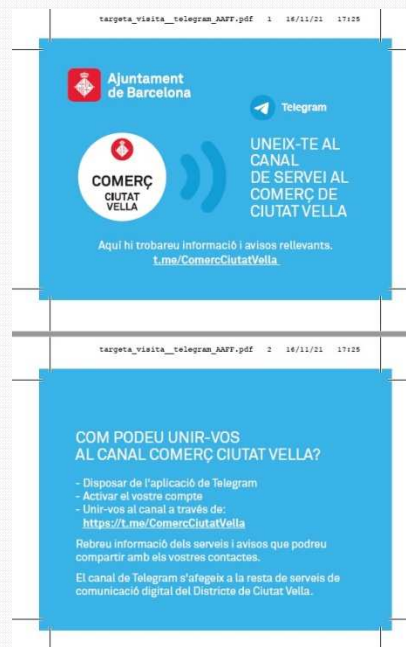 targeta_visita__telegram_AAFF.pdf 1 16/11/21 17:25
Ajuntament
de Barcelona
Telegram
COMERÇ
CIUTAT
VELLA
UNEIX-TE AL
CANAL
DE SERVEI AL
COMERÇ DE
CIUTAT VELLA
Aquí hi trobareu informació i avisos rellevants.
t.me/ComercCiutatVella
targeta_visita__telegram_AAFF.pdf 2 16/11/21 17:25
COM PODEU UNIR-VOS
AL CANAL COMERÇ CIUTAT VELLA?
- Disposar de l'aplicació de Telegram
- Activar el vostre compte
- Unir-vos al canal a través de:
https://t.me/ComercCiutatVella
Rebreu informació dels serveis i avisos que podreu
compartir amb els vostres contactes.
El canal de Telegram s'afegeix a la resta de serveis de
comunicació digital del Districte de Ciutat Vella.